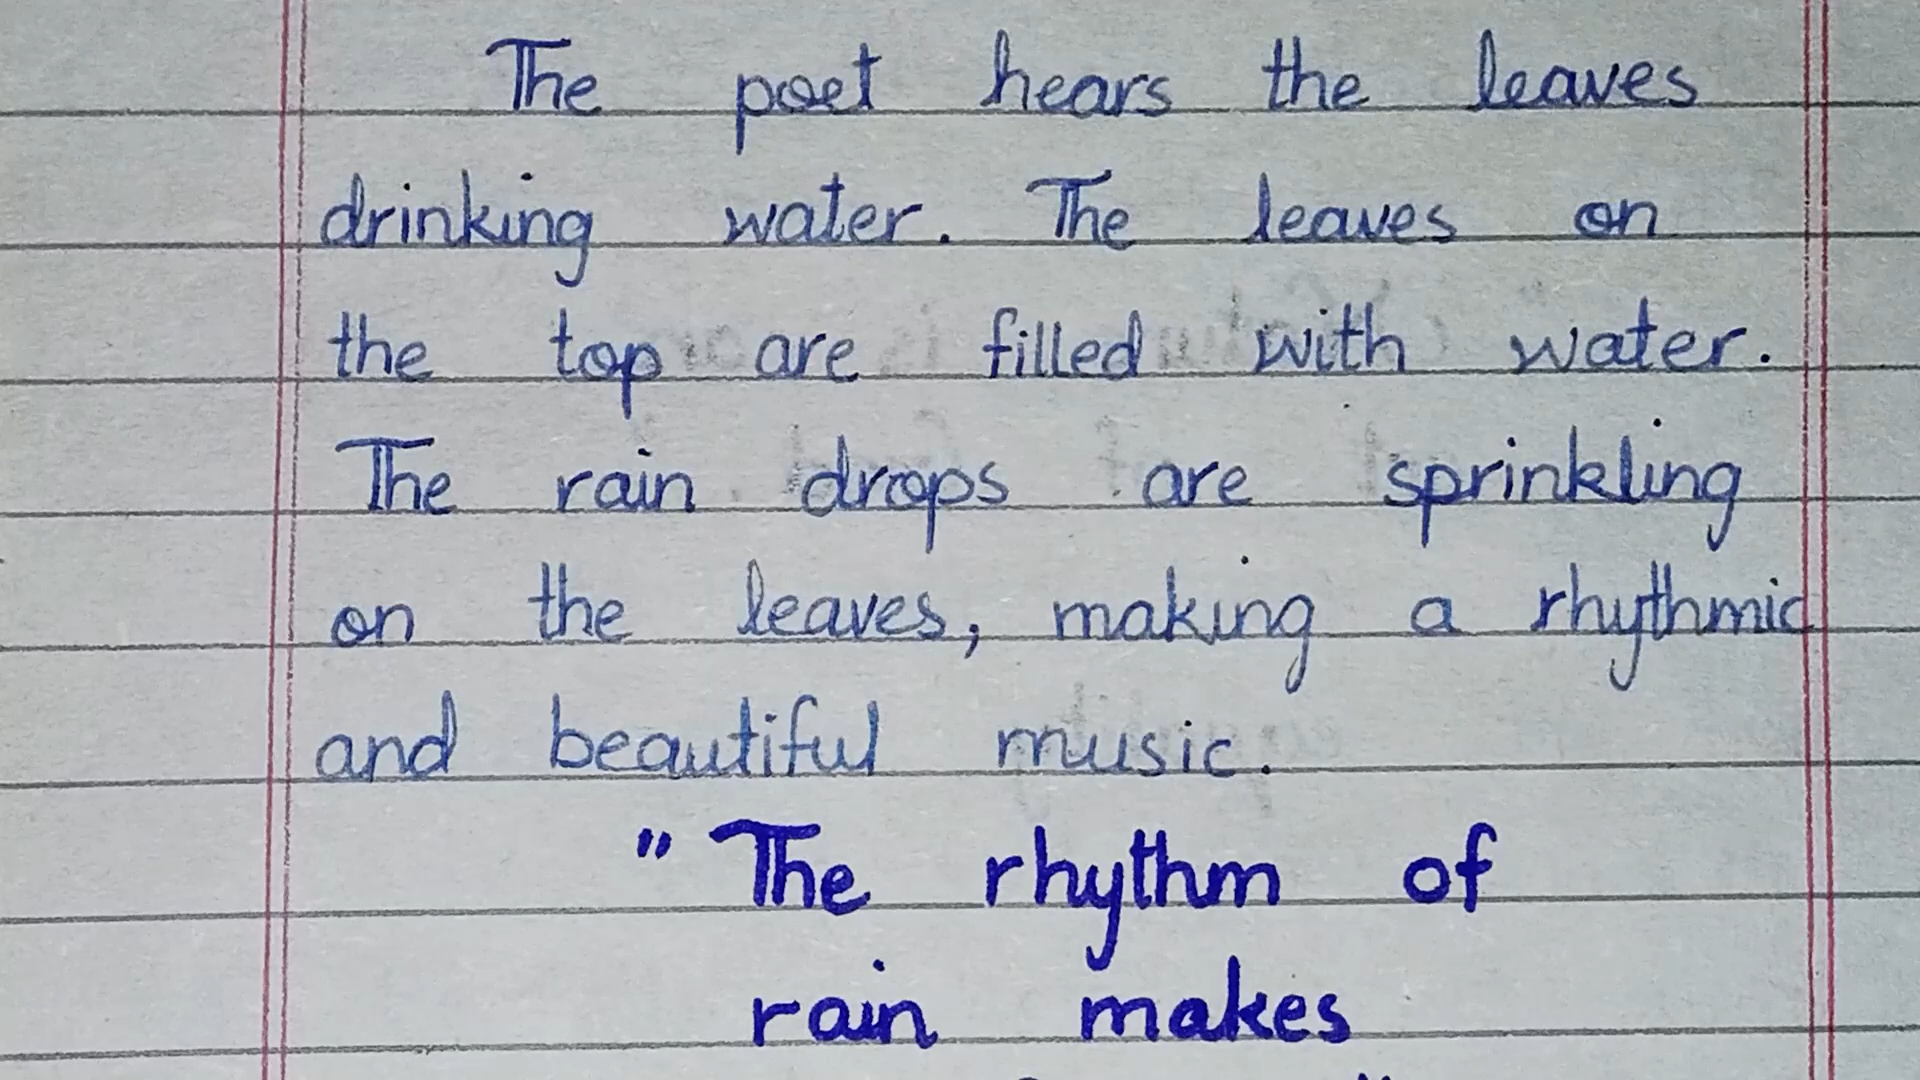 The poet hears the leaves
drinking water. The leaves on
the top are filled with water.
The rain drops are sprinkling
on the leaves, making a rhythmic
and beautiful music.
" The rhythm of
rain makes